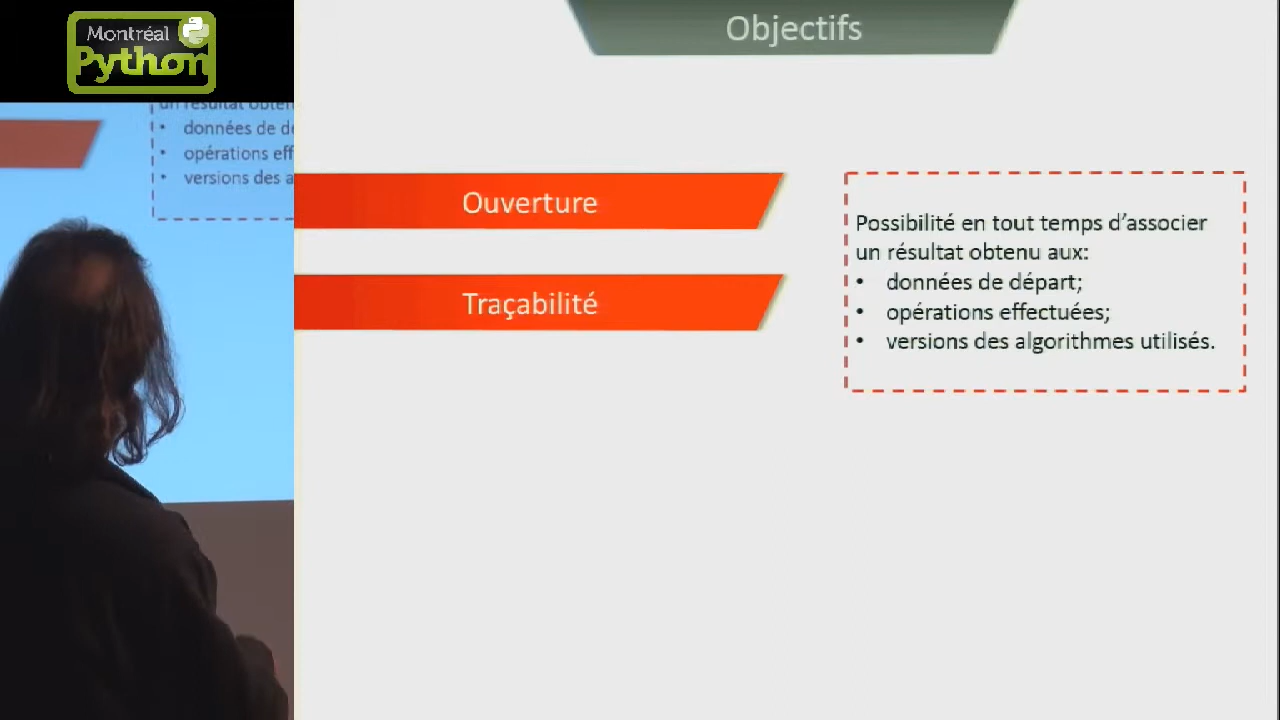 Montréal
Python
un résultat obten
données de dé
opérations eff
versions des a
Objectifs
Ouverture
Traçabilité
Possibilité en tout temps d’associer
un résultat obtenu aux:
• données de départ;
• opérations effectuées;
• versions des algorithmes utilisés.